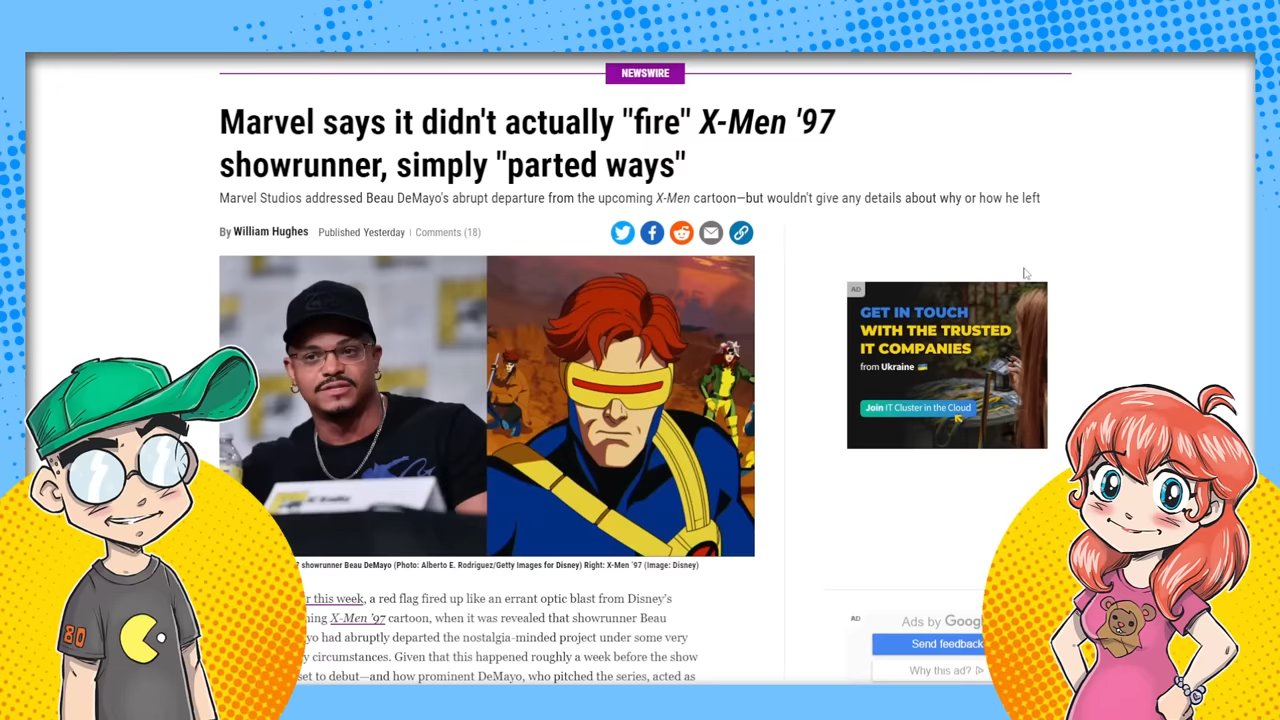 NEWSWIRE
Marvel says it didn't actually "fire" X-Men '97
showrunner, simply "parted ways"
Marvel Studios addressed Beau DeMayo's abrupt departure from the upcoming X-Men cartoon—but wouldn't give any details about why or how he left
By William Hughes Published Yesterday | Comments (18)
AD
GET IN TOUCH
WITH THE TRUSTED
IT COMPANIES
from Ukraine
Join IT Cluster in the Cloud
7 showrunner Beau DeMayo (Photo: Alberto E. Rodriguez/Getty Images for Disney) Right: X-Men '97 (Image: Disney)
r this week, a red flag fired up like an errant optic blast from Disney's
ning X-Men '97 cartoon, when it was revealed that showrunner Beau
yo had abruptly departed the nostalgia-minded project under some very
y circumstances. Given that this happened roughly a week before the show
set to debut—and how prominent DeMayo, who pitched the series, acted as
AD
Ads by Goog
Send feedback
Why this ad?
80